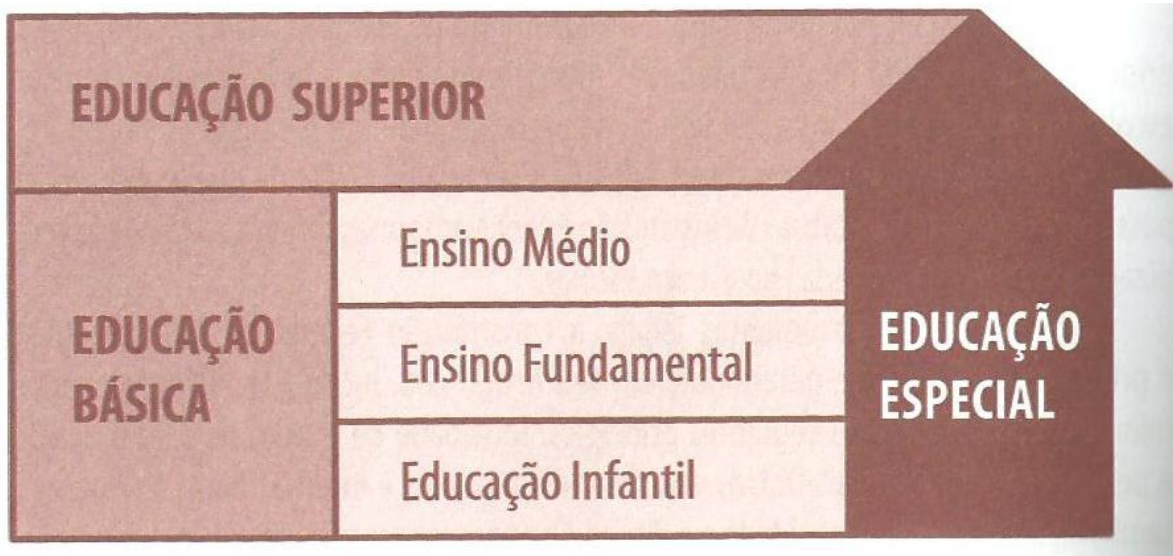 EDUCAÇÃO SUPERIOR
EDUCAÇÃO
BÁSICA
Ensino Médio
Ensino Fundamental
Educação Infantil
EDUCAÇÃO
ESPECIAL